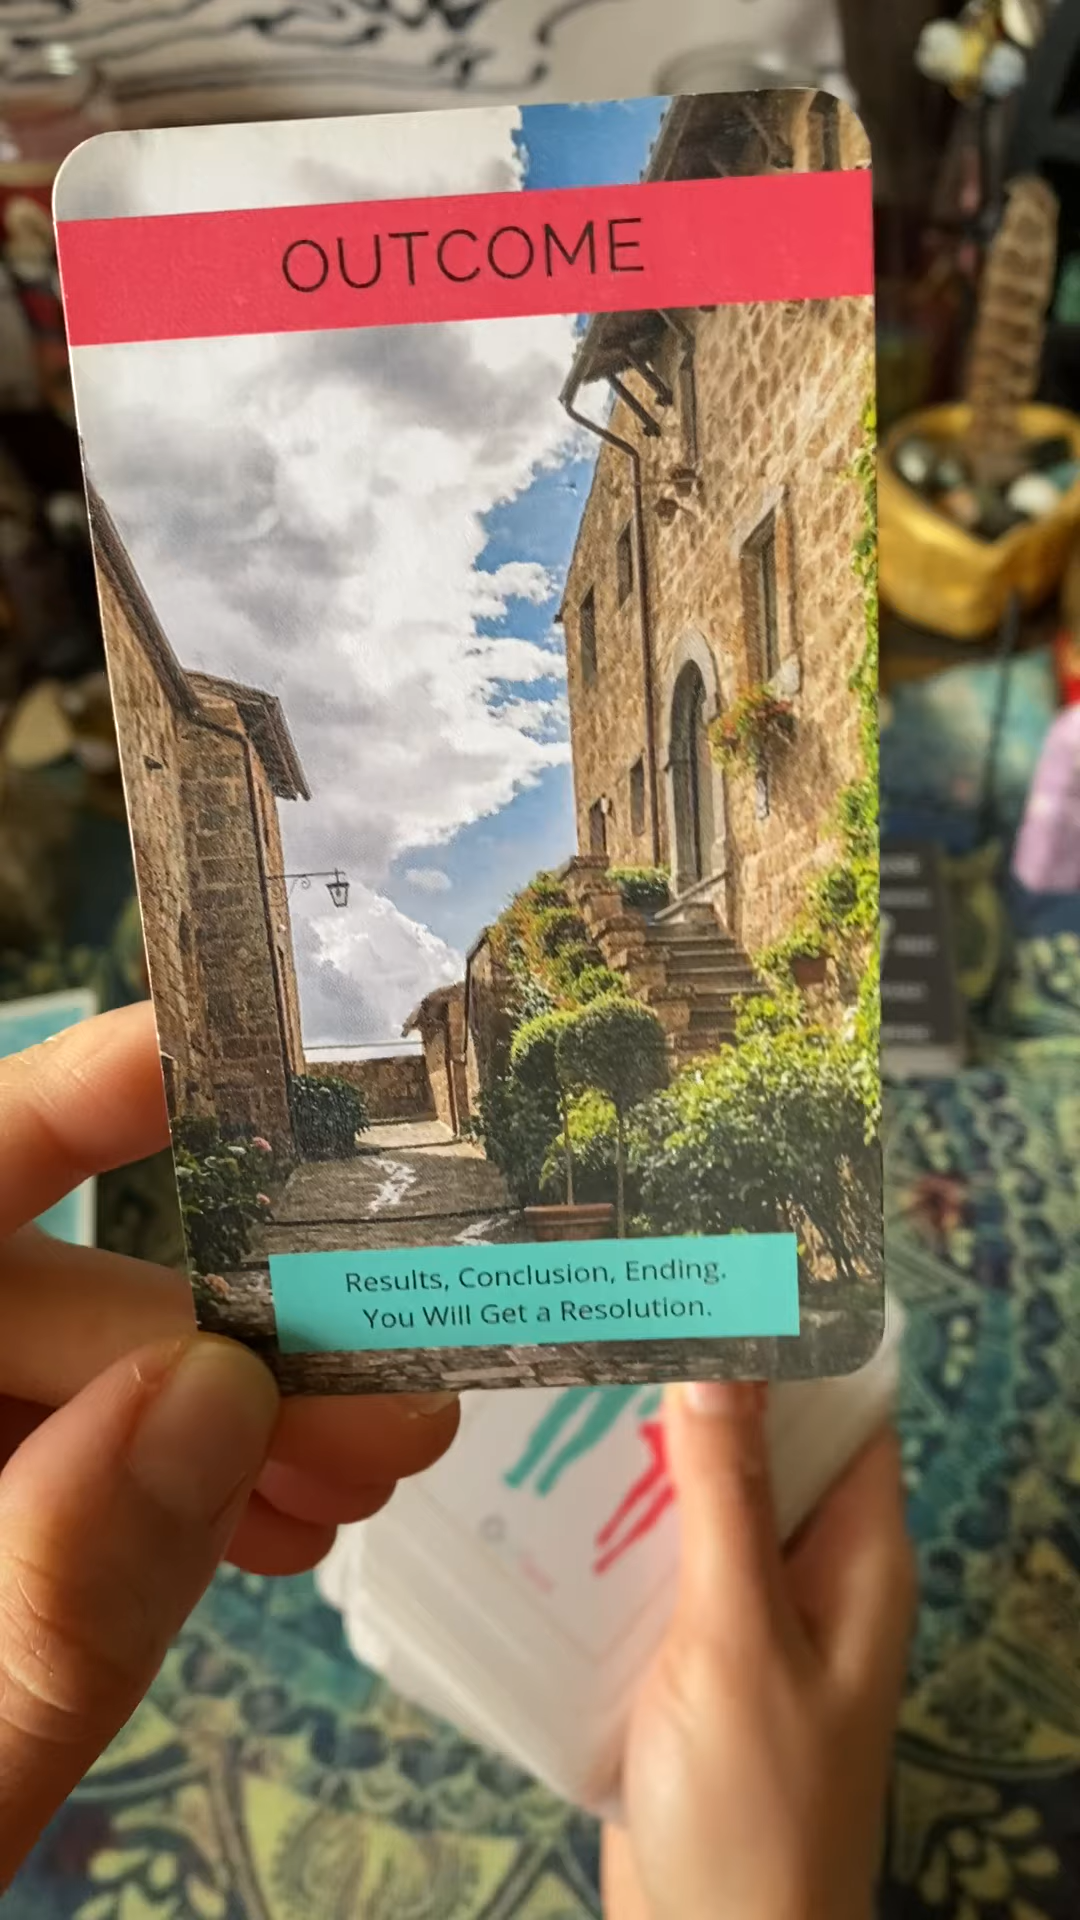 OUTCOME
Results, Conclusion, Ending.
You Will Get a Resolution.